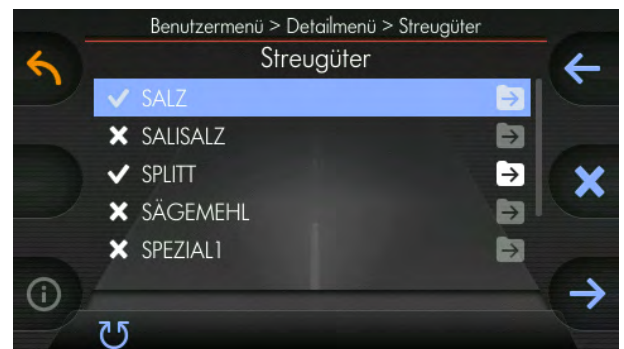 Benutzermenü > Detailmenü > Streugüter
Streugüter
SALZ
SALISALZ
SPLITT
SÄGEMEHL
SPEZIAL1